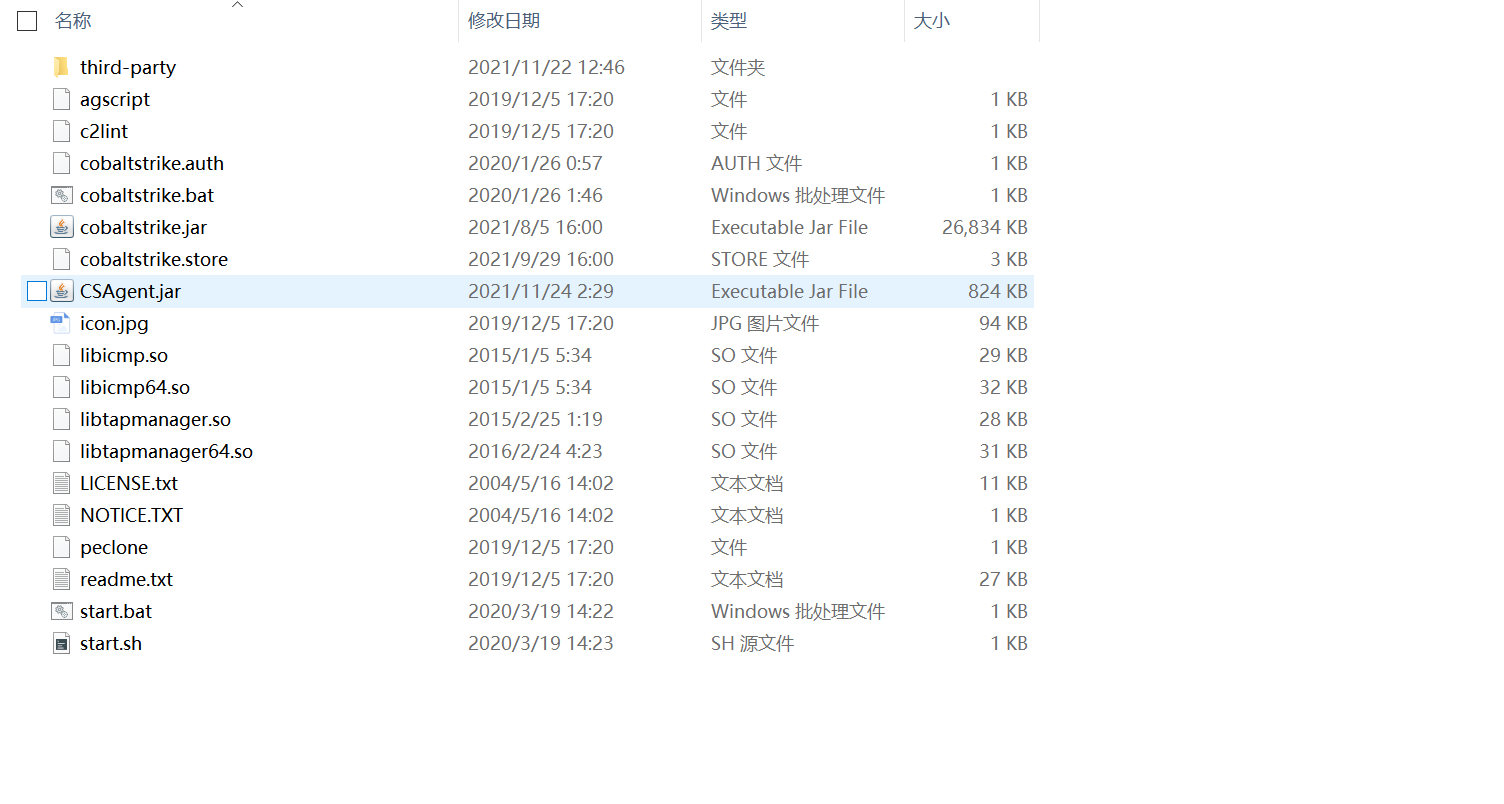 名称 修改日期 类型 大小
third-party 2021/11/22 12:46 文件夹
agscript 2019/12/5 17:20 文件 1 KB
c2lint 2019/12/5 17:20 文件 1 KB
cobaltstrike.auth 2020/1/26 0:57 AUTH 文件 1 KB
cobaltstrike.bat 2020/1/26 1:46 Windows 批处理文件 1 KB
cobaltstrike.jar 2021/8/5 16:00 Executable Jar File 26,834 KB
cobaltstrike.store 2021/9/29 16:00 STORE 文件 3 KB
CSAgent.jar 2021/11/24 2:29 Executable Jar File 824 KB
icon.jpg 2019/12/5 17:20 JPG 图片文件 94 KB
libicmp.so 2015/1/5 5:34 SO 文件 29 KB
libicmp64.so 2015/1/5 5:34 SO 文件 32 KB
libtapmanager.so 2015/2/25 1:19 SO 文件 28 KB
libtapmanager64.so 2016/2/24 4:23 SO 文件 31 KB
LICENSE.txt 2004/5/16 14:02 文本文档 11 KB
NOTICE.TXT 2004/5/16 14:02 文本文档 1 KB
peclone 2019/12/5 17:20 文件 1 KB
readme.txt 2019/12/5 17:20 文本文档 27 KB
start.bat 2020/3/19 14:22 Windows 批处理文件 1 KB
start.sh 2020/3/19 14:23 SH 源文件 1 KB